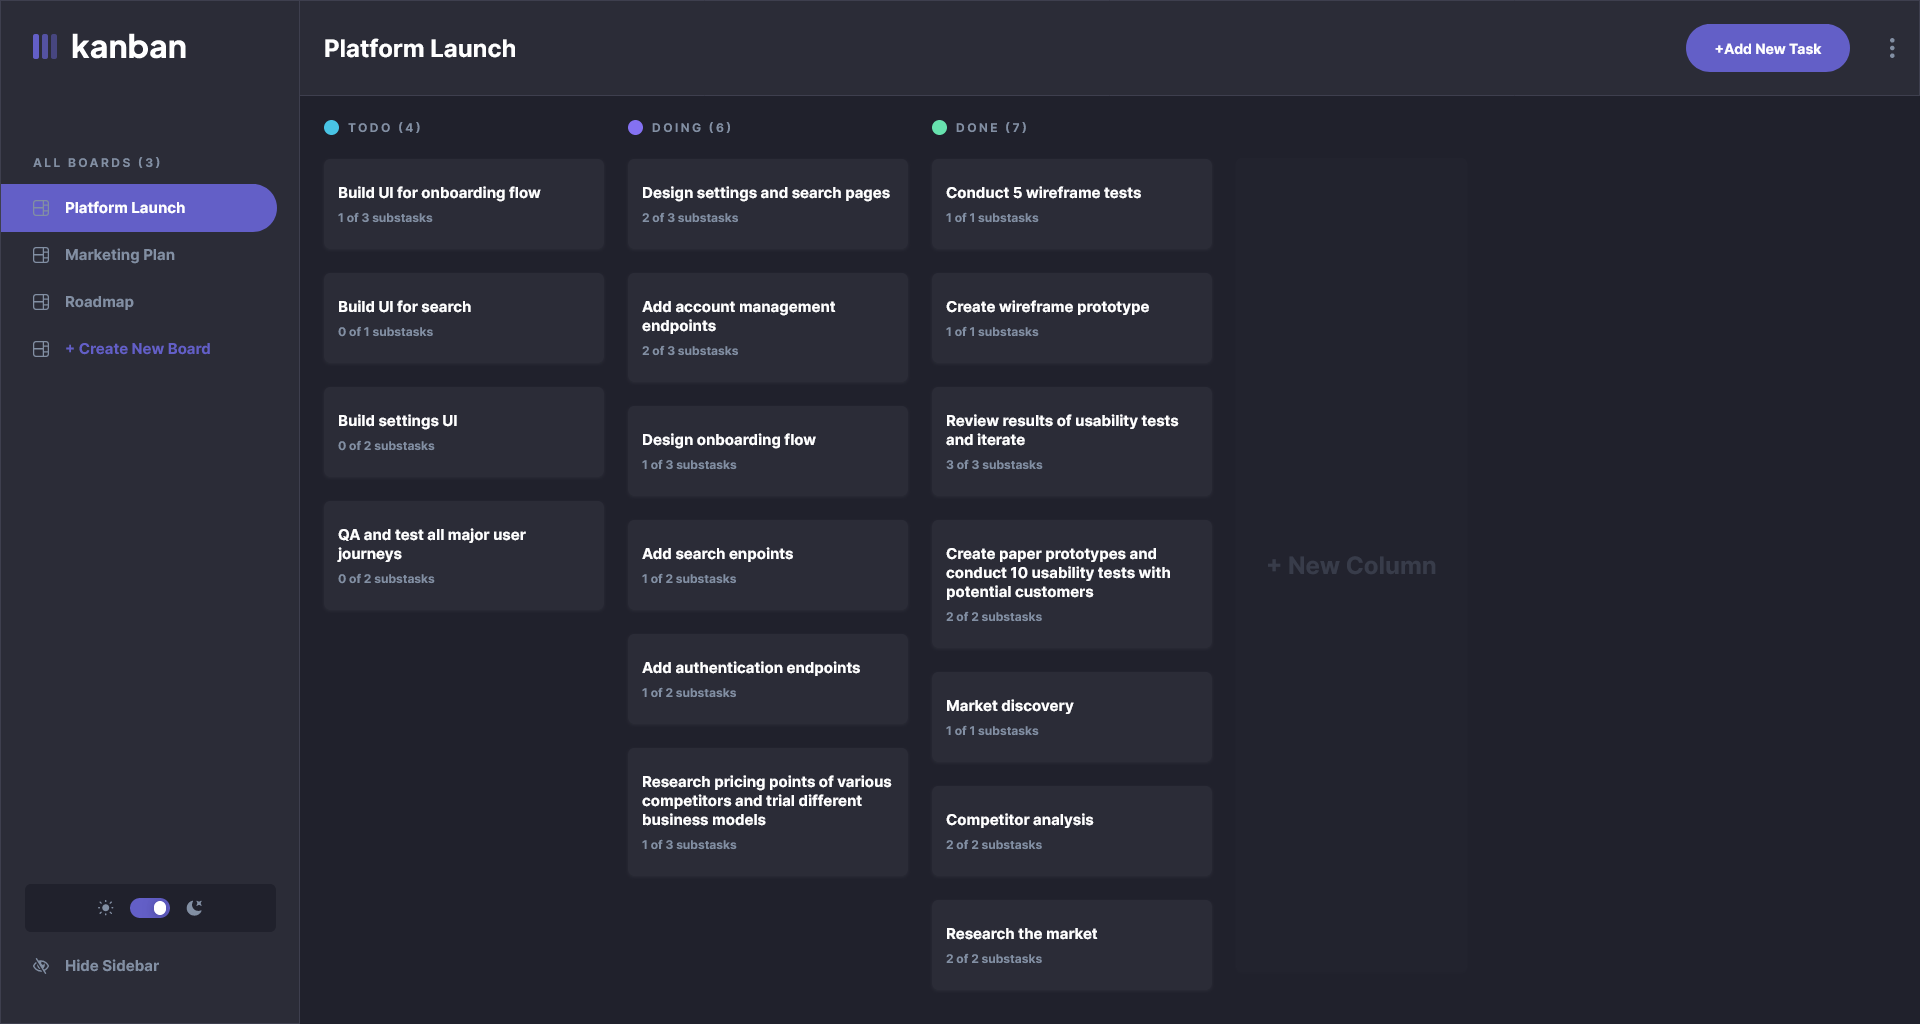 kanban
Platform Launch
+Add New Task
ALL BOARDS (3)
Platform Launch
Marketing Plan
Roadmap
+ Create New Board
Hide Sidebar
TODO (4)
Build UI for onboarding flow
1 of 3 substasks
Build UI for search
0 of 1 substasks
Build settings UI
0 of 2 substasks
QA and test all major user
journeys
0 of 2 substasks
DOING (6)
Design settings and search pages
2 of 3 substasks
Add account management
endpoints
2 of 3 substasks
Design onboarding flow
1 of 3 substasks
Add search enpoints
1 of 2 substasks
Add authentication endpoints
1 of 2 substasks
Research pricing points of various
competitors and trial different
business models
1 of 3 substasks
DONE (7)
Conduct 5 wireframe tests
1 of 1 substasks
Create wireframe prototype
1 of 1 substasks
Review results of usability tests
and iterate
3 of 3 substasks
Create paper prototypes and
conduct 10 usability tests with
potential customers
2 of 2 substasks
Market discovery
1 of 1 substasks
Competitor analysis
2 of 2 substasks
Research the market
2 of 2 substasks
+ New Column